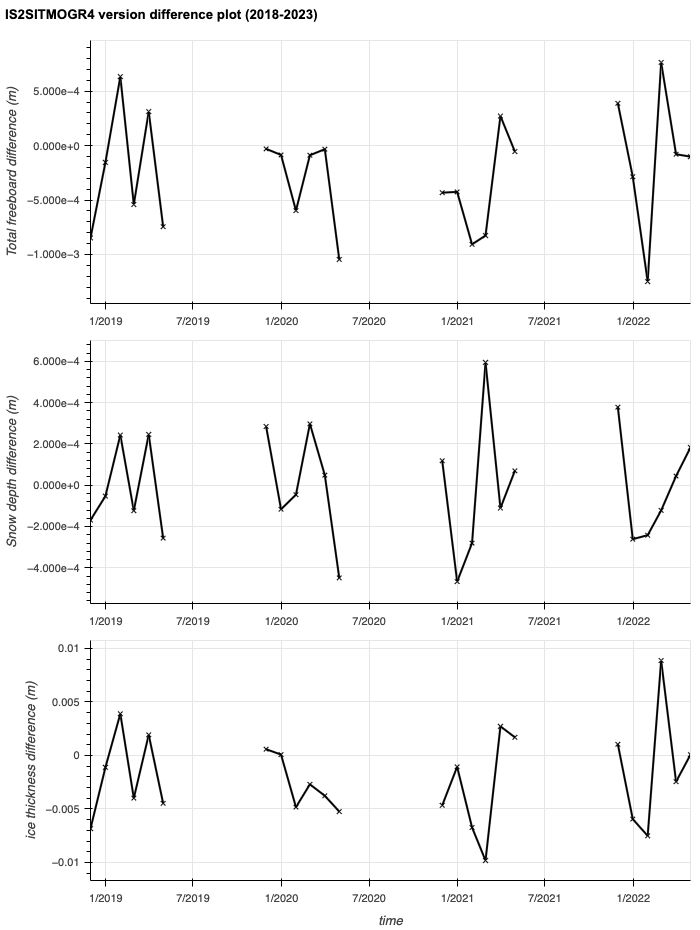 IS2SITMOGR4 version difference plot (2018-2023)
Total freeboard difference (m)
5.000e−4
0.000e+0
−5.000e−4
−1.000e−3
1/2019 7/2019 1/2020 7/2020 1/2021 7/2021 1/2022
Snow depth difference (m)
6.000e−4
4.000e−4
2.000e−4
0.000e+0
−2.000e−4
−4.000e−4
1/2019 7/2019 1/2020 7/2020 1/2021 7/2021 1/2022
ice thickness difference (m)
0.01
0.005
0
−0.005
−0.01
1/2019 7/2019 1/2020 7/2020 1/2021 7/2021 1/2022
time